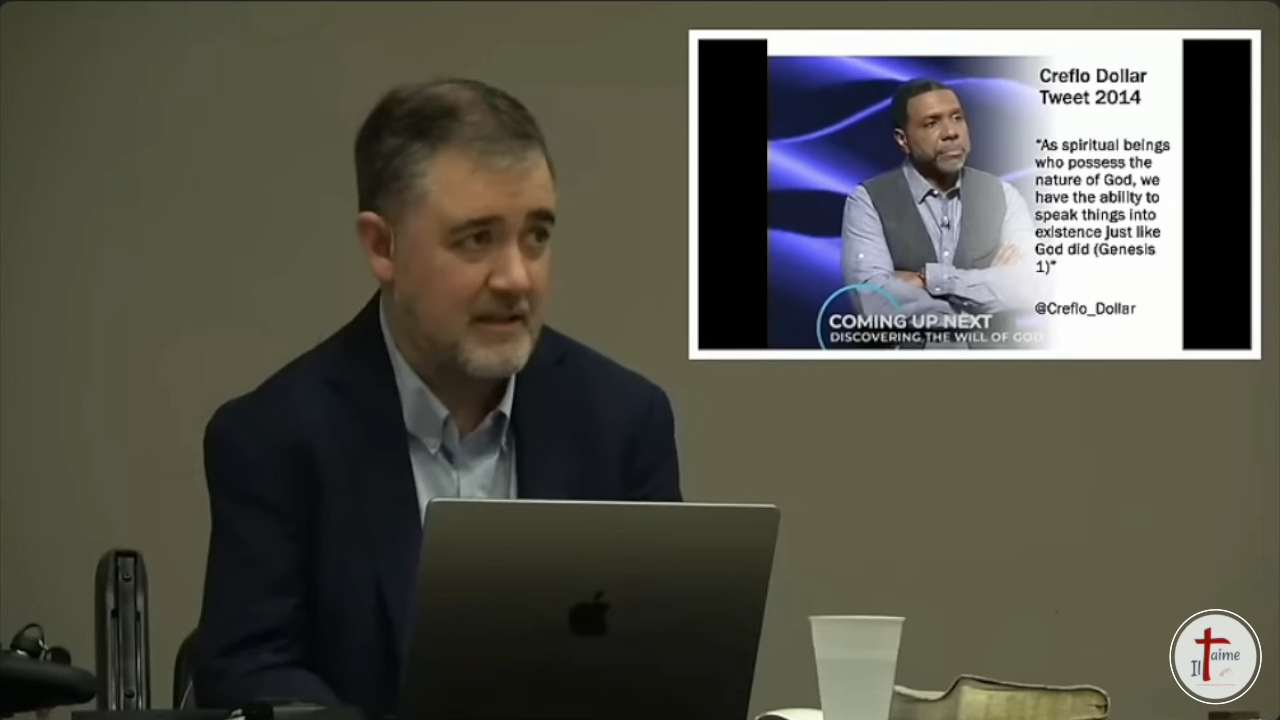 Creflo Dollar
Tweet 2014
"As spiritual beings
who possess the
nature of God, we
have the ability to
speak things into
existence just like
God did (Genesis
1)"
@Creflo_Dollar
COMING UP NEXT
DISCOVERING THE WILL OF GOD
Il t aime